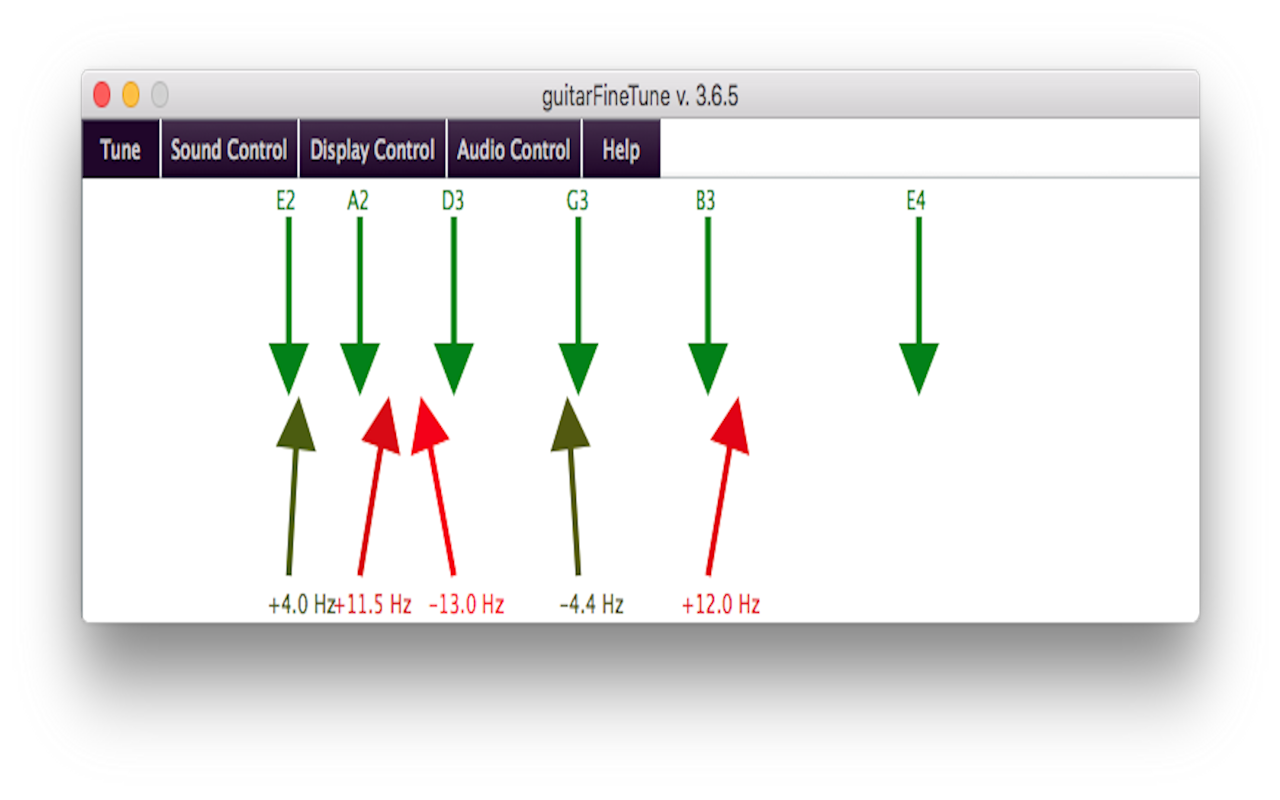 guitarFineTune v. 3.6.5
Tune Sound Control Display Control Audio Control Help
E2 A2 D3 G3 B3 E4
+4.0 Hz +11.5 Hz -13.0 Hz -4.4 Hz +12.0 Hz